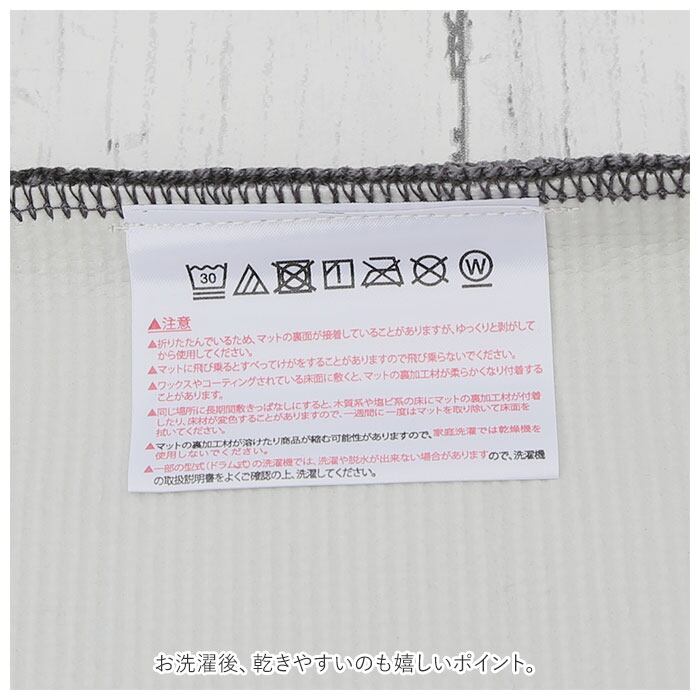 30
W
▲注意
▲折りたたんでいるため、マットの裏面が接着していることがありますが、ゆっくりと剥がして
から使用してください。
▲マットに飛び乗るとすべってけがをすることがありますので飛び乗らないでください。
▲ワックスやコーティングされている床面に敷くと、マットの裏加工材が柔らかくなり付着する
ことがあります。
▲同じ場所に長期間敷きっぱなしにすると、木質系や塩ビ系の床にマットの裏加工材が付着
したり、床材が変色することがありますので、一週間に一度はマットを取り除いて床面を
拭いてください。
▲マットの裏加工材が溶けたり商品が縮む可能性がありますので、家庭洗濯では乾燥機を
使用しないでください。
▲一部の型式(ドラム式)の洗濯機では、洗濯や脱水が出来ない場合がありますので、洗濯機
の取扱説明書をよくご確認の上、洗濯してください。
お洗濯後、乾きやすいのも嬉しいポイント。